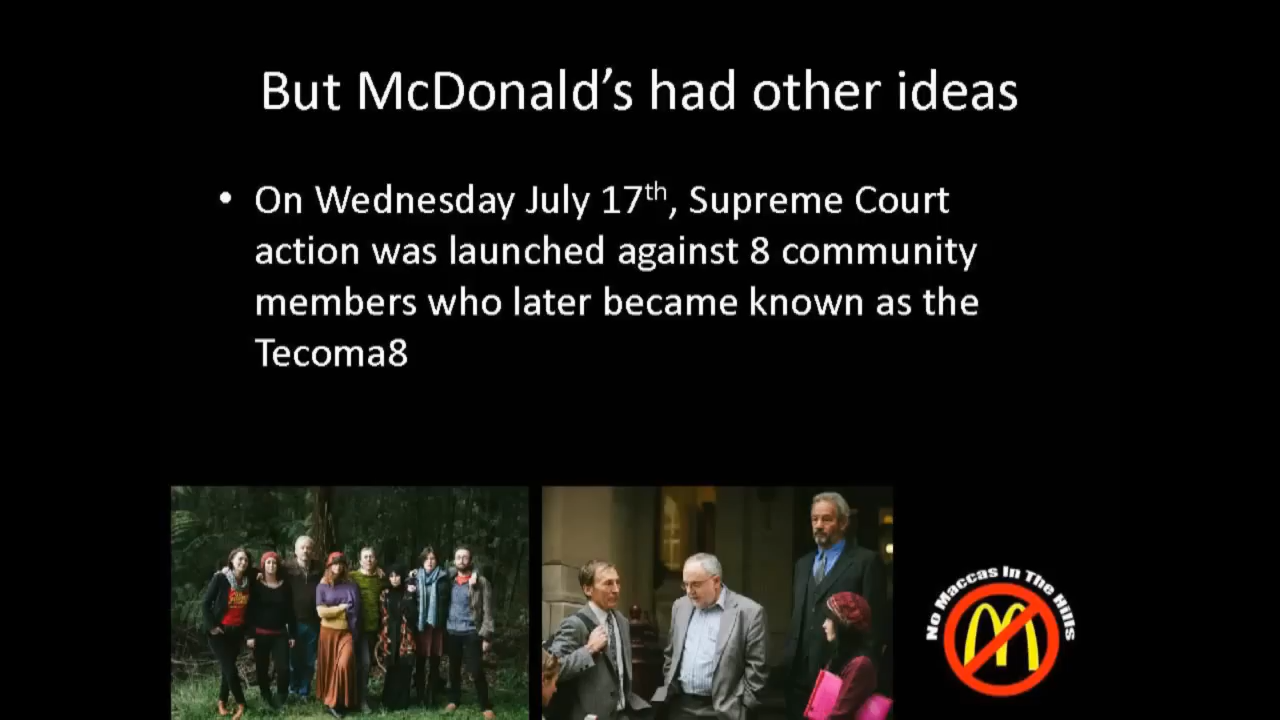 But McDonald’s had other ideas
• On Wednesday July 17th, Supreme Court
action was launched against 8 community
members who later became known as the
Tecoma8
No Maccas In The Hills